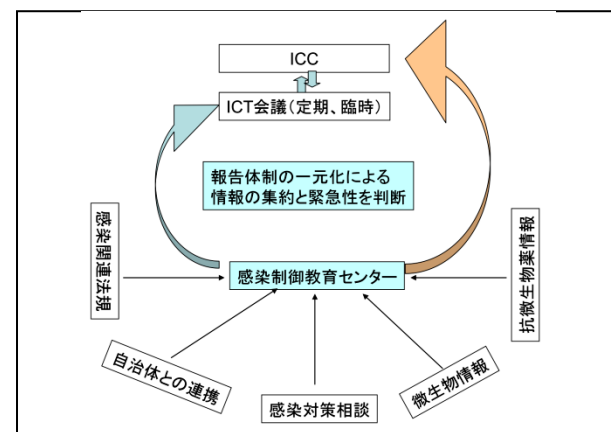 ICC
ICT会議(定期、臨時)
報告体制の一元化による
情報の集約と緊急性を判断
感染関連法規
感染制御教育センター
抗微生物薬情報
自治体との連携
感染対策相談
微生物情報